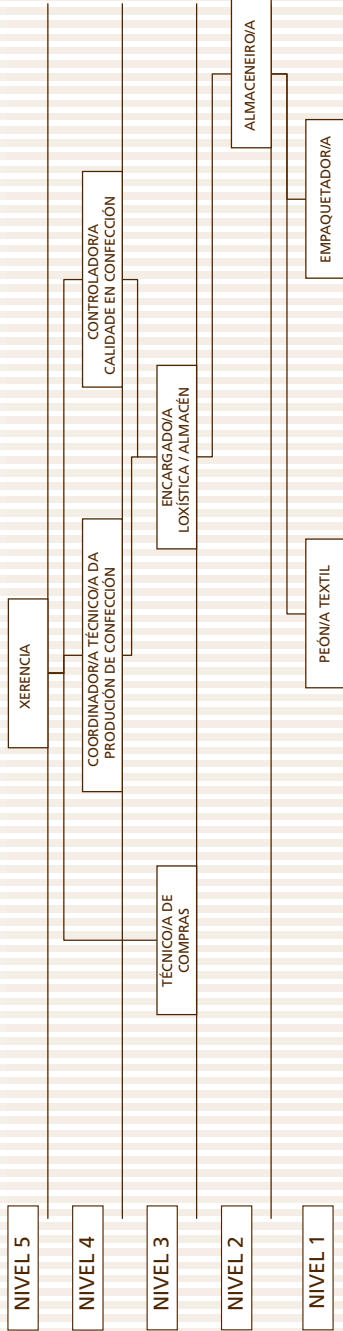 NIVEL 5
XERENCIA
NIVEL 4
COORDINADOR/A TÉCNICO/A DA
PRODUCIÓN DE CONFECCIÓN
CONTROLADOR/A
CALIDADE EN CONFECCIÓN
NIVEL 3
TÉCNICO/A DE
COMPRAS
ENCARGADO/A
LOXÍSTICA / ALMACÉN
NIVEL 2
ALMACENEIRO/A
NIVEL 1
PEÓN/A TEXTIL
EMPAQUETADOR/A